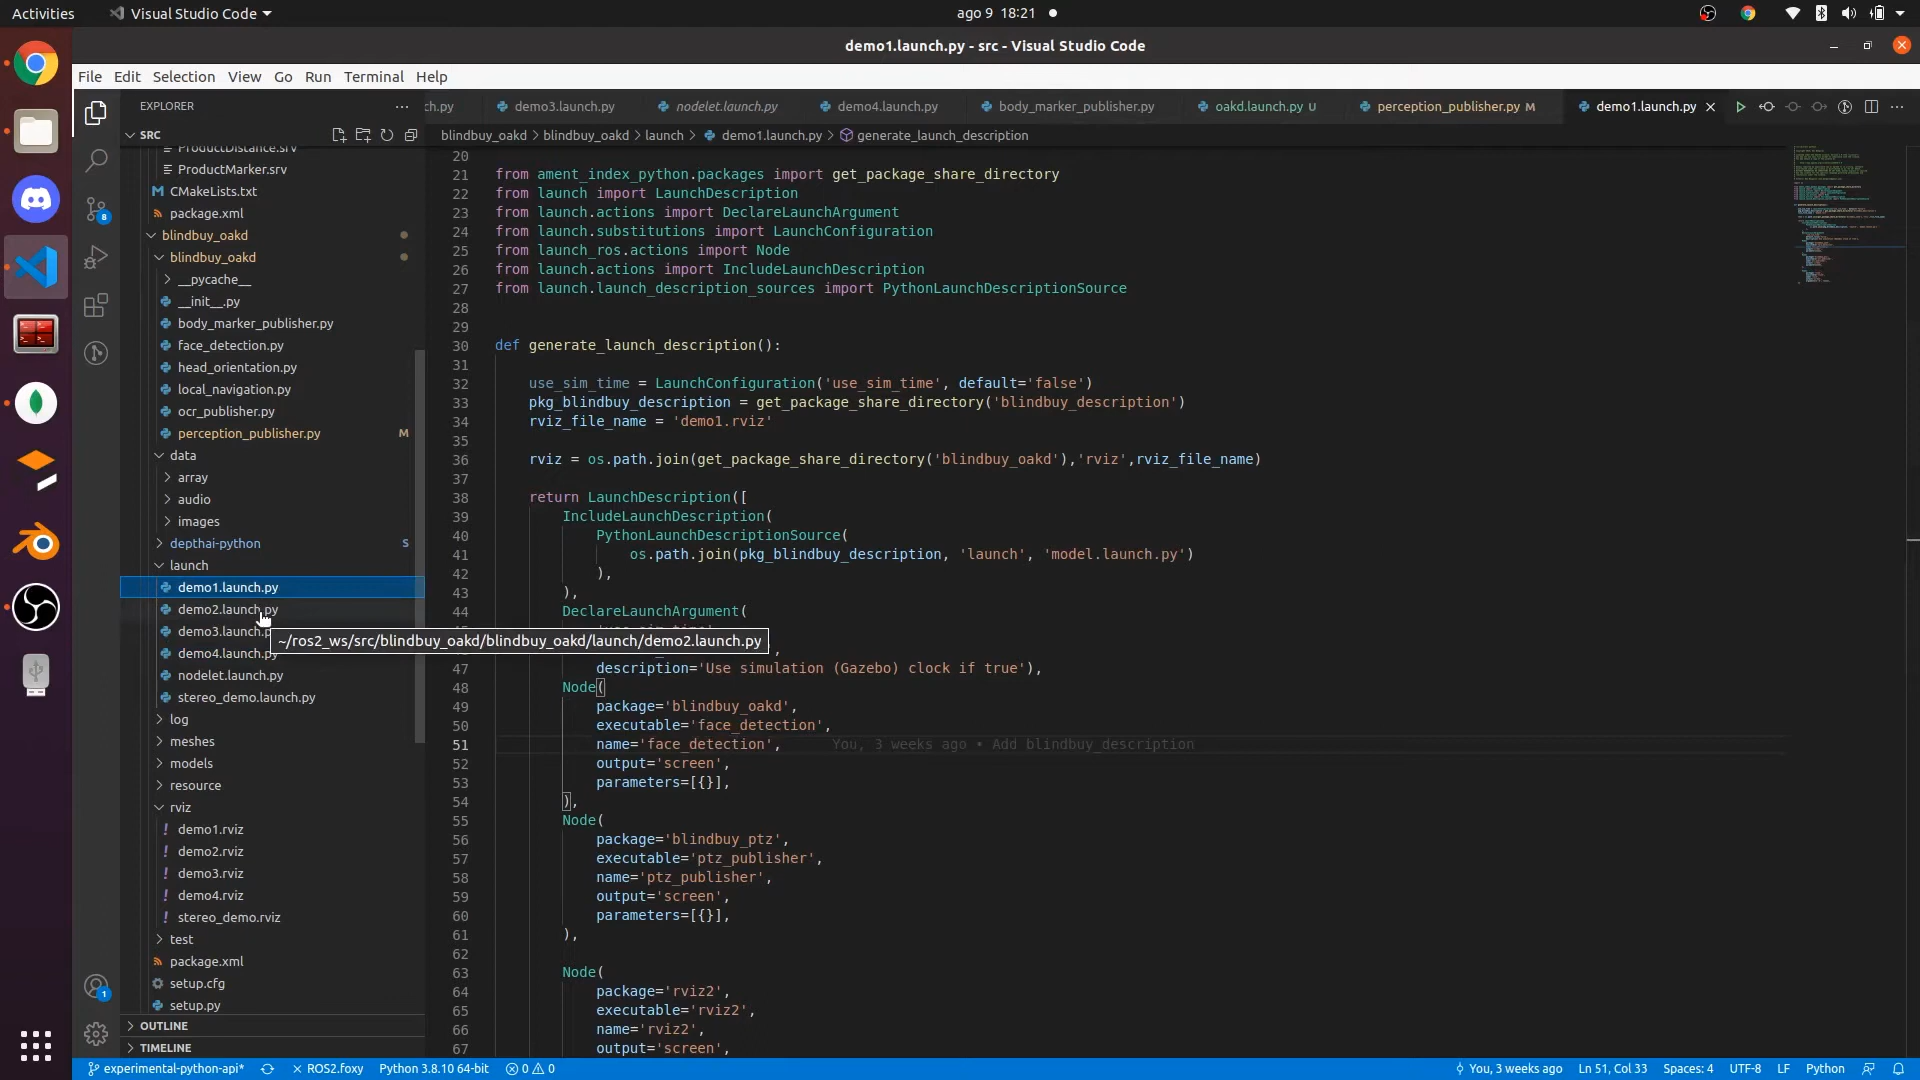 Activities
Visual Studio Code
ago 9 18:21
demo1.launch.py - src - Visual Studio Code
File Edit Selection View Go Run Terminal Help
EXPLORER
ch.py
demo3.launch.py
nodelet.launch.py
demo4.launch.py
body_marker_publisher.py
oakd.launch.py U
perception_publisher.py M
demo1.launch.py
SRC
blindbuy_oakd > blindbuy_oakd > launch > demo1.launch.py > generate_launch_description
ProductDistance.srv
ProductMarker.srv
CMakeLists.txt
package.xml
blindbuy_oakd
blindbuy_oakd
__pycache__
__init__.py
body_marker_publisher.py
face_detection.py
head_orientation.py
local_navigation.py
ocr_publisher.py
perception_publisher.py M
data
array
audio
images
depthai-python S
launch
demo1.launch.py
demo2.launch.py
demo3.launch.p
demo4.launch.py
nodelet.launch.py
stereo_demo.launch.py
log
meshes
models
resource
rviz
demo1.rviz
demo2.rviz
demo3.rviz
demo4.rviz
stereo_demo.rviz
test
package.xml
setup.cfg
setup.py
OUTLINE
TIMELINE
8
1
~/ros2_ws/src/blindbuy_oakd/blindbuy_oakd/launch/demo2.launch.py
20
21 from ament_index_python.packages import get_package_share_directory
22 from launch import LaunchDescription
23 from launch.actions import DeclareLaunchArgument
24 from launch.substitutions import LaunchConfiguration
25 from launch_ros.actions import Node
26 from launch.actions import IncludeLaunchDescription
27 from launch.launch_description_sources import PythonLaunchDescriptionSource
28
29
30 def generate_launch_description():
31
32 use_sim_time = LaunchConfiguration('use_sim_time', default='false')
33 pkg_blindbuy_description = get_package_share_directory('blindbuy_description')
34 rviz_file_name = 'demo1.rviz'
35
36 rviz = os.path.join(get_package_share_directory('blindbuy_oakd'),'rviz',rviz_file_name)
37
38 return LaunchDescription([
39 IncludeLaunchDescription(
40 PythonLaunchDescriptionSource(
41 os.path.join(pkg_blindbuy_description, 'launch', 'model.launch.py')
42 ),
43 ),
44 DeclareLaunchArgument(
47 description='Use simulation (Gazebo) clock if true'),
48 Node(
49 package='blindbuy_oakd',
50 executable='face_detection',
51 name='face_detection', You, 3 weeks ago • Add blindbuy_description
52 output='screen',
53 parameters=[{}],
54 ),
55 Node(
56 package='blindbuy_ptz',
57 executable='ptz_publisher',
58 name='ptz_publisher',
59 output='screen',
60 parameters=[{}],
61 ),
62
63 Node(
64 package='rviz2',
65 executable='rviz2',
66 name='rviz2',
67 output='screen',
experimental-python-api* ROS2.foxy Python 3.8.10 64-bit 0 0 You, 3 weeks ago Ln 51, Col 33 Spaces: 4 UTF-8 LF Python